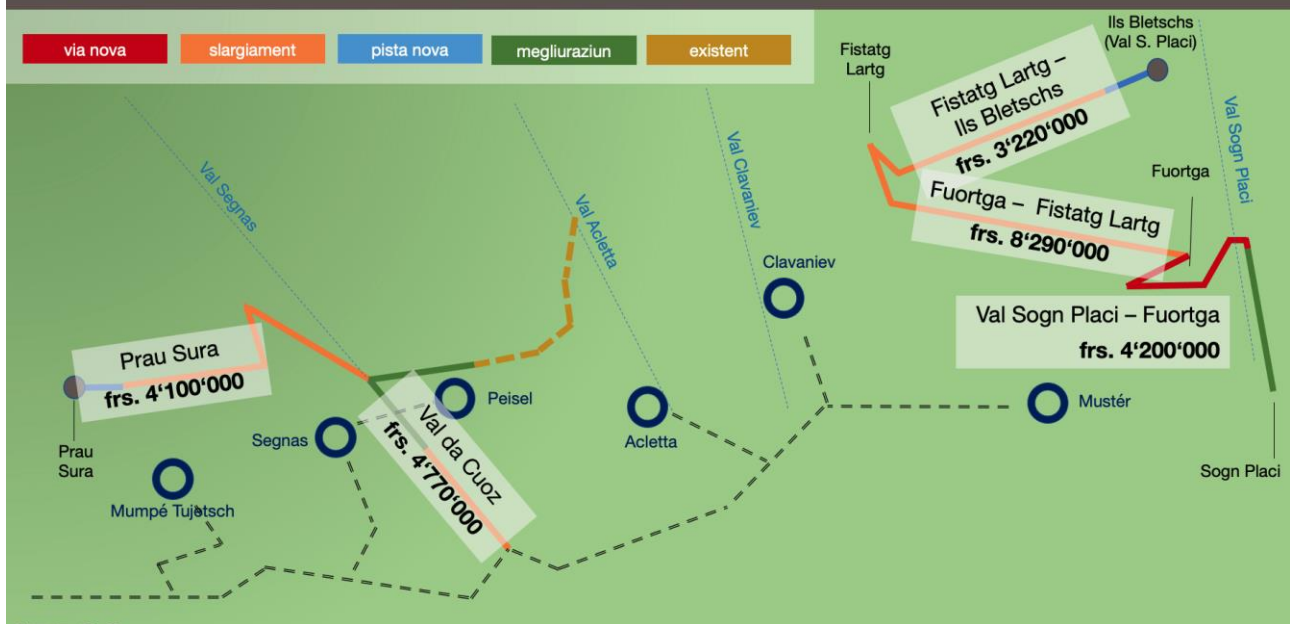 via nova
slargiament
pista nova
megliuraziun
existent
Ils Bletschs
(Val S. Placi)
Fistatg
Lartg
Fistatg Lartg –
Ils Bletschs
frs. 3‘220‘000
Val Sogn Placi
Val Clavaniev
Val Segnas
Val Acletta
Fuortga
Fuortga – Fistatg Lartg
frs. 8‘290‘000
Clavaniev
Val Sogn Placi – Fuortga
frs. 4‘200‘000
Prau Sura
frs. 4‘100‘000
Peisel
Mustér
Val da Cuoz
frs. 4‘770‘000
Segnas
Acletta
Prau
Sura
Sogn Placi
Mumpé Tujetsch